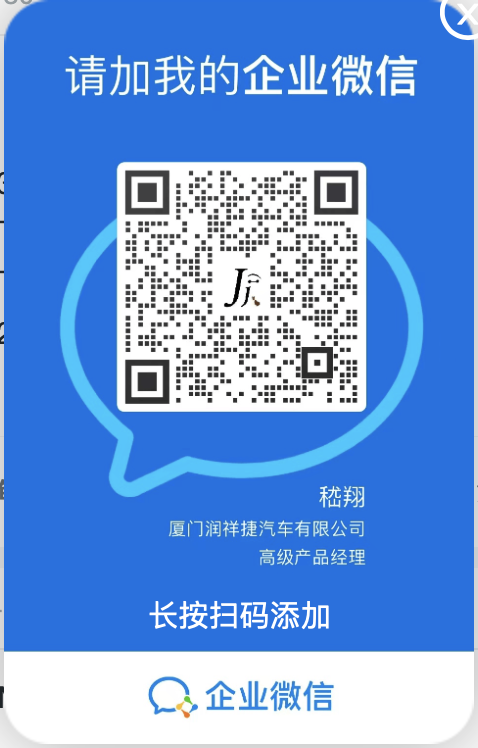 请加我的企业微信
嵇翔
厦门润祥捷汽车有限公司
高级产品经理
长按扫码添加
企业微信